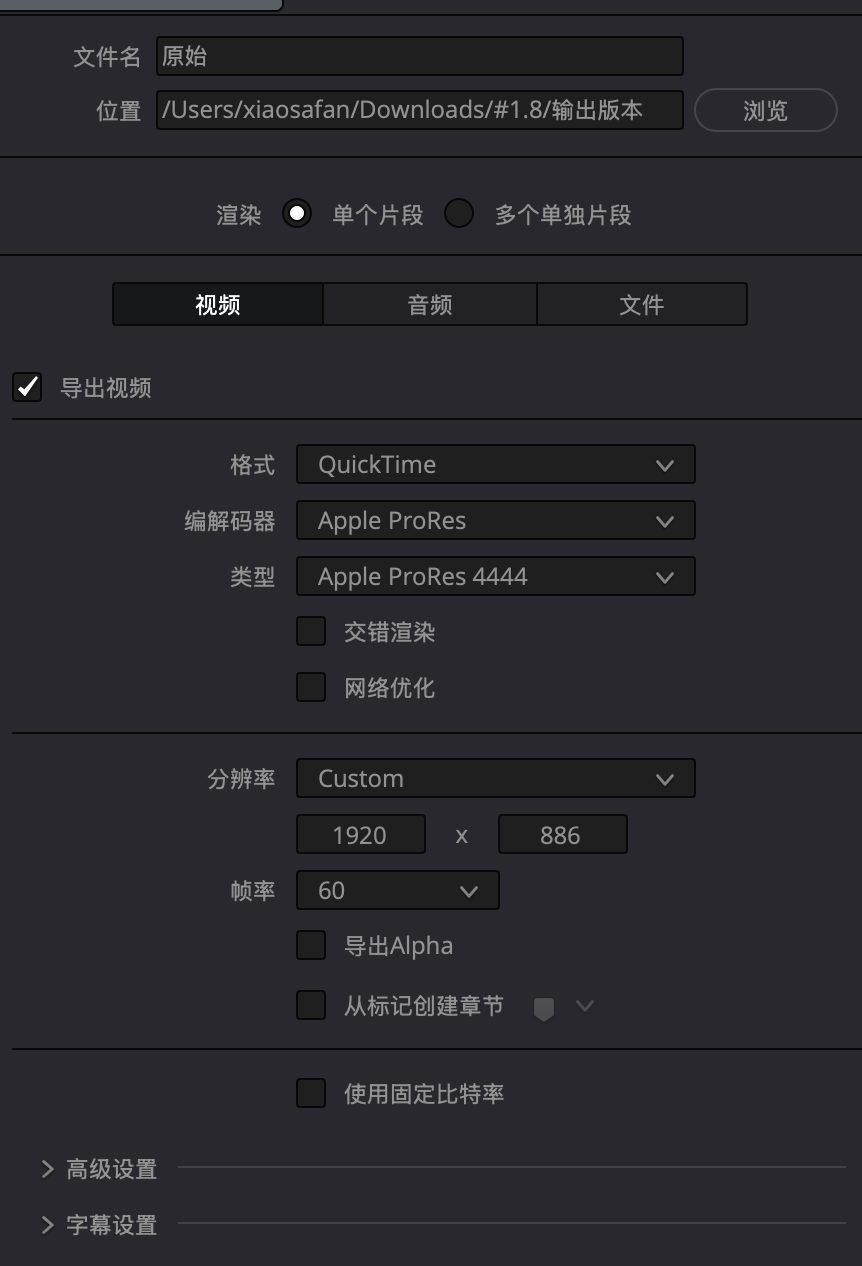 文件名 原始
位置 /Users/xiaosafan/Downloads/#1.8/输出版本 浏览
渲染 单个片段 多个单独片段
视频 音频 文件
导出视频
格式 QuickTime
编解码器 Apple ProRes
类型 Apple ProRes 4444
交错渲染
网络优化
分辨率 Custom
1920 x 886
帧率 60
导出Alpha
从标记创建章节
使用固定比特率
高级设置
字幕设置